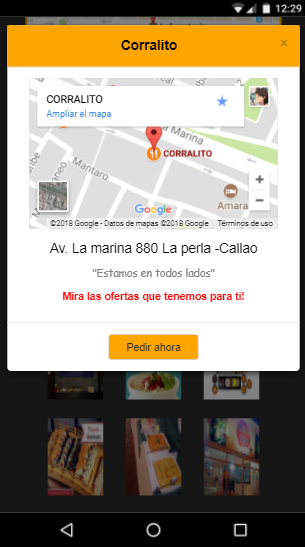 12:29
Corralito
×
CORRALITO
Ampliar el mapa
La Marina
CORRALITO
Mantaro
Amara
+
−
Google
©2018 Google - Datos de mapas ©2018 Google
Términos de uso
Av. La marina 880 La perla -Callao
"Estamos en todos lados"
Mira las ofertas que tenemos para ti!
Pedir ahora